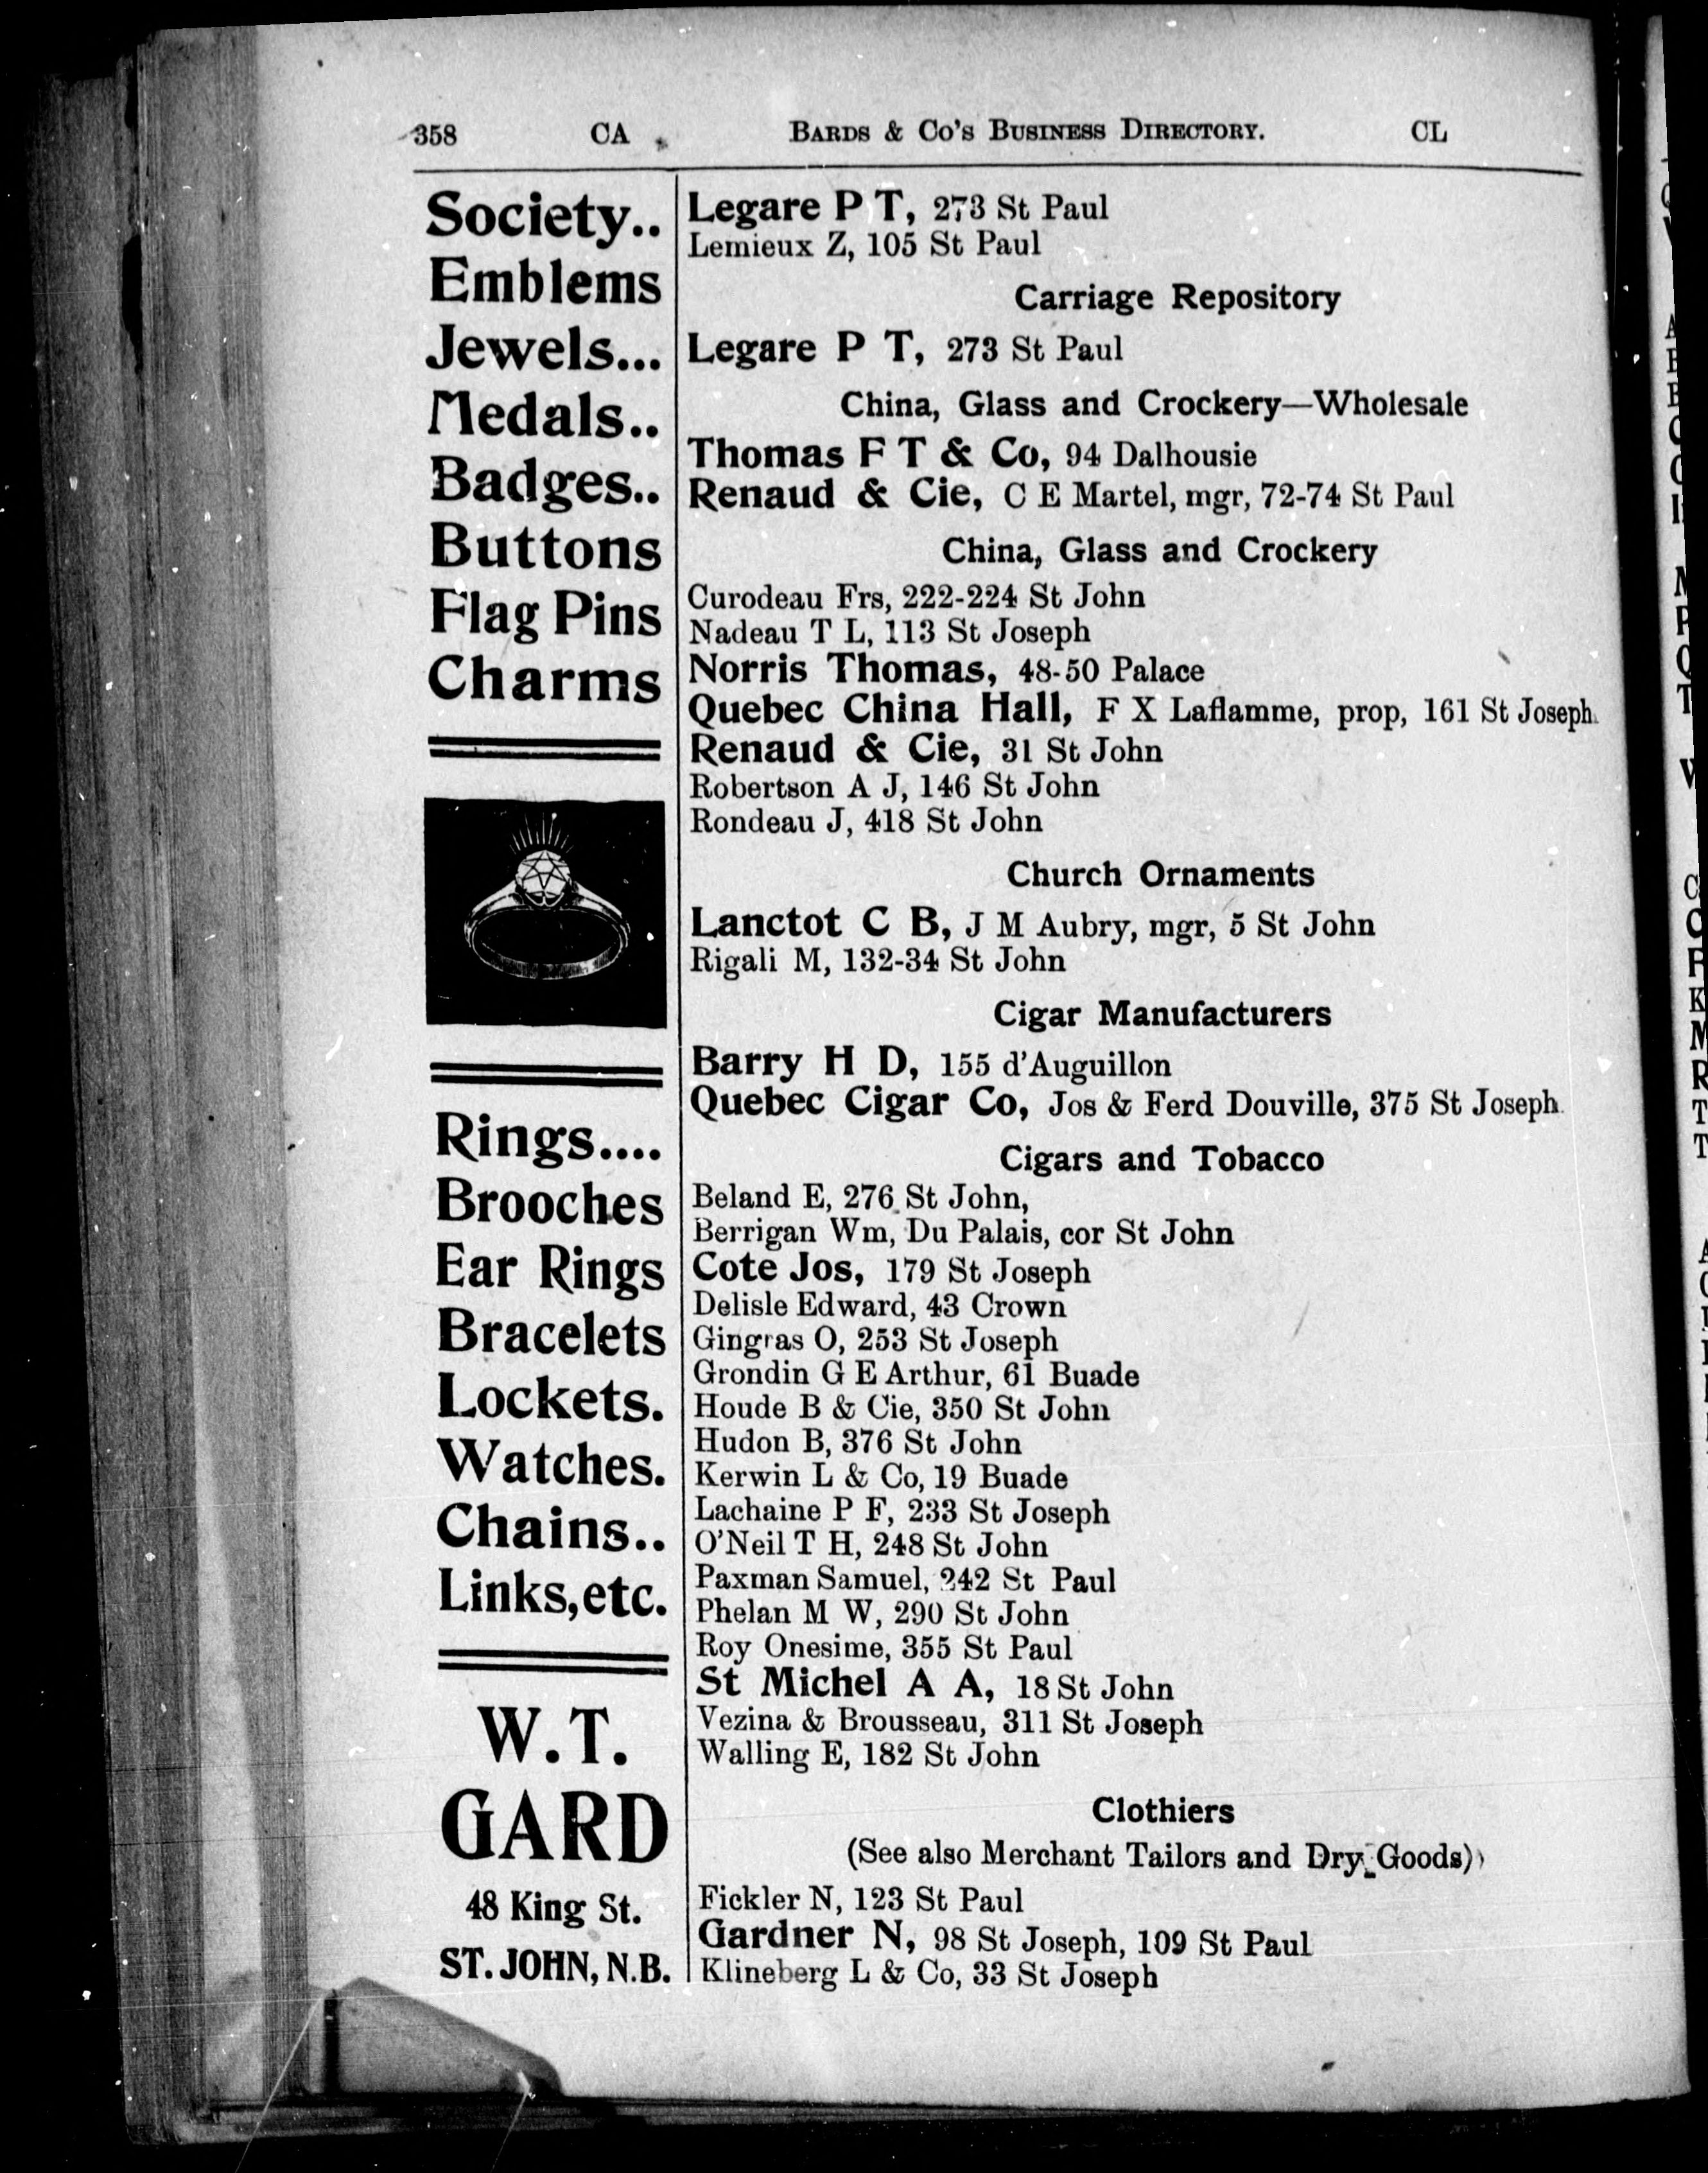 358 CA BARDS & CO'S BUSINESS DIRECTORY. CL
Society..
Emblems
Jewels...
Medals..
Badges..
Buttons
Flag Pins
Charms
Rings....
Brooches
Ear Rings
Bracelets
Lockets.
Watches.
Chains..
Links, etc.
W. T.
GARD
48 King St.
ST. JOHN, N.B.
Legare P T, 273 St Paul
Lemieux Z, 105 St Paul
Carriage Repository
Legare P T, 273 St Paul
China, Glass and Crockery—Wholesale
Thomas F T & Co, 94 Dalhousie
Renaud & Cie, C E Martel, mgr, 72-74 St Paul
China, Glass and Crockery
Curodeau Frs, 222-224 St John
Nadeau T L, 113 St Joseph
Norris Thomas, 48-50 Palace
Quebec China Hall, F X Laflamme, prop, 161 St Joseph.
Renaud & Cie, 31 St John
Robertson A J, 146 St John
Rondeau J, 418 St John
Church Ornaments
Lanctot C B, J M Aubry, mgr, 5 St John
Rigali M, 132-34 St John
Cigar Manufacturers
Barry H D, 155 d'Auguillon
Quebec Cigar Co, Jos & Ferd Douville, 375 St Joseph.
Cigars and Tobacco
Beland E, 276 St John,
Berrigan Wm, Du Palais, cor St John
Cote Jos, 179 St Joseph
Delisle Edward, 43 Crown
Gingras O, 253 St Joseph
Grondin G E Arthur, 61 Buade
Houde B & Cie, 350 St John
Hudon B, 376 St John
Kerwin L & Co, 19 Buade
Lachaine P F, 233 St Joseph
O'Neil T H, 248 St John
Paxman Samuel, 242 St Paul
Phelan M W, 290 St John
Roy Onesime, 355 St Paul
St Michel A A, 18 St John
Vezina & Brousseau, 311 St Joseph
Walling E, 182 St John
Clothiers
(See also Merchant Tailors and Dry Goods)
Fickler N, 123 St Paul
Gardner N, 98 St Joseph, 109 St Paul
Klineberg L & Co, 33 St Joseph